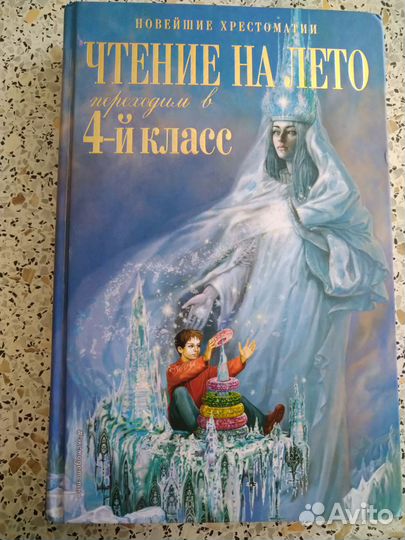 НОВЕЙШИЕ ХРЕСТОМАТИИ
ЧТЕНИЕ НА ЛЕТО
переходим в
4-й КЛАСС
Avito